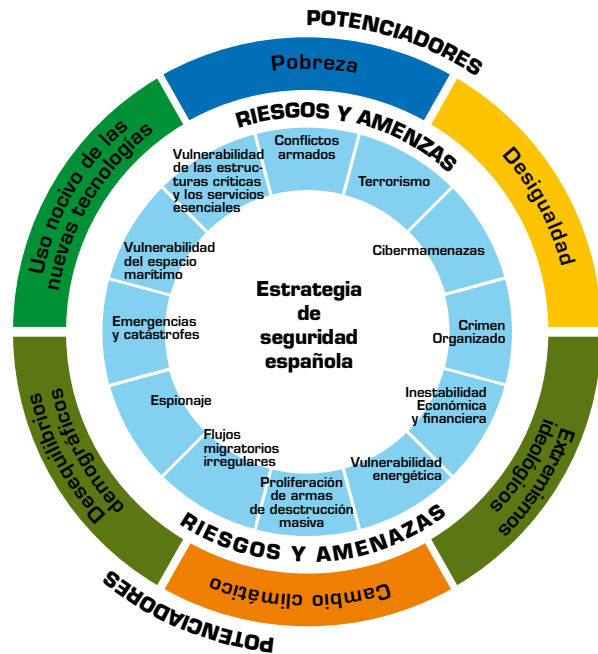 POTENCIADORES
Pobreza
Desigualdad
Extremismos
ideológicos
Cambio climático
Desequilibrios
demográficos
Uso nocivo de las
nuevas tecnologías
POTENCIADORES
RIESGOS Y AMENZAS
Conflictos
armados
Terrorismo
Cibermamenazas
Crimen
Organizado
Inestabilidad
Económica
y financiera
Vulnerabilidad
energética
Proliferación
de armas
de desctrucción
masiva
Flujos
migratorios
irregulares
Espionaje
Emergencias
y catástrofes
Vulnerabilidad
del espacio
marítimo
Vulnerabilidad
de las estruc-
turas críticas
y los servicios
esenciales
RIESGOS Y AMENAZAS
Estrategia
de
seguridad
española